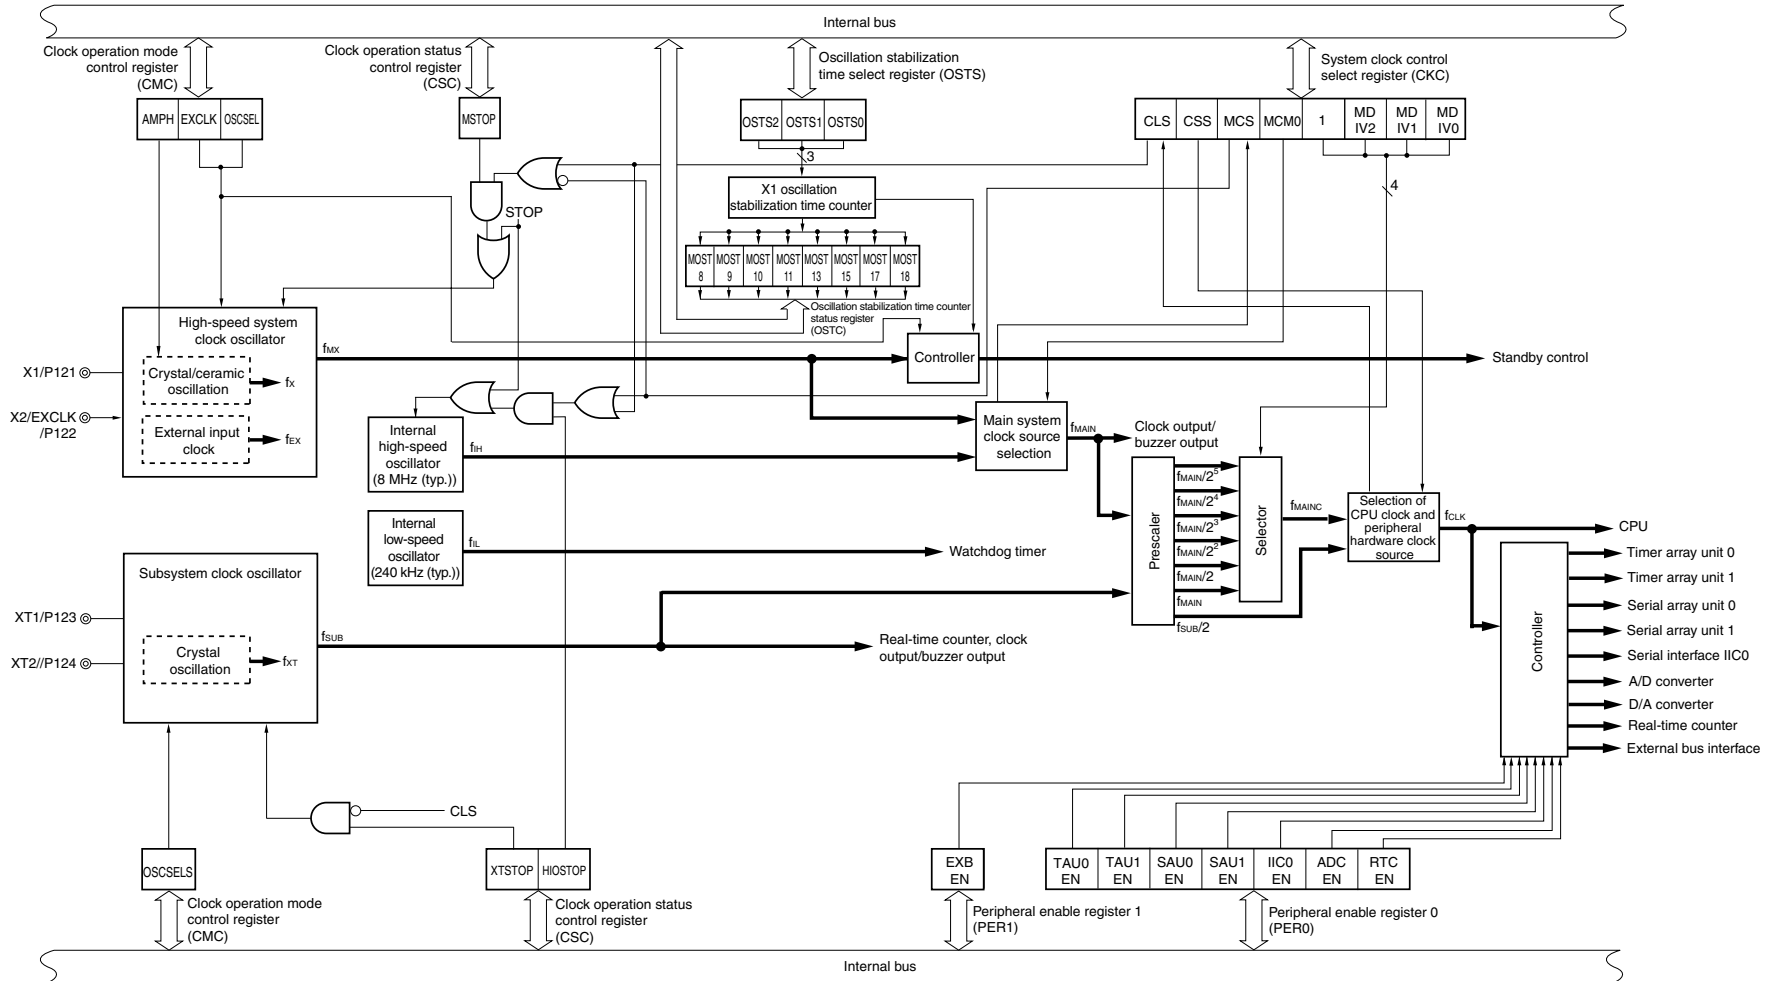 Internal bus
Clock operation mode
control register
(CMC)
Clock operation status
control register
(CSC)
Oscillation stabilization
time select register (OSTS)
System clock control
select register (CKC)
AMPH EXCLK OSCSEL
MSTOP
OSTS2 OSTS1 OSTS0
CLS CSS MCS MCM0 1 MD MD MD
IV2 IV1 IV0
3
4
X1 oscillation
stabilization time counter
STOP
MOST MOST MOST MOST MOST MOST MOST MOST
8 9 10 11 13 15 17 18
Oscillation stabilization time counter
status register
(OSTC)
High-speed system
clock oscillator
fMX
Controller
Standby control
X1/P121
Crystal/ceramic
oscillation
fX
X2/EXCLK
/P122
External input
clock
fEX
Internal
high-speed
oscillator
(8 MHz (typ.))
fIH
Main system
clock source
selection
fMAIN
Clock output/
buzzer output
Prescaler
fMAIN/2⁵
fMAIN/2⁴
fMAIN/2³
fMAIN/2²
fMAIN/2
fMAIN
fSUB/2
Selector
fMAINC
Selection of
CPU clock and
peripheral
hardware clock
source
fCLK
CPU
Internal
low-speed
oscillator
(240 kHz (typ.))
fIL
Watchdog timer
Subsystem clock oscillator
XT1/P123
XT2//P124
Crystal
oscillation
fXT
fSUB
Real-time counter, clock
output/buzzer output
Controller
Timer array unit 0
Timer array unit 1
Serial array unit 0
Serial array unit 1
Serial interface IIC0
A/D converter
D/A converter
Real-time counter
External bus interface
CLS
OSCSELS
XTSTOP HIOSTOP
EXB
EN
TAU0 TAU1 SAU0 SAU1 IIC0 ADC RTC
EN EN EN EN EN EN EN
Clock operation mode
control register
(CMC)
Clock operation status
control register
(CSC)
Peripheral enable register 1
(PER1)
Peripheral enable register 0
(PER0)
Internal bus